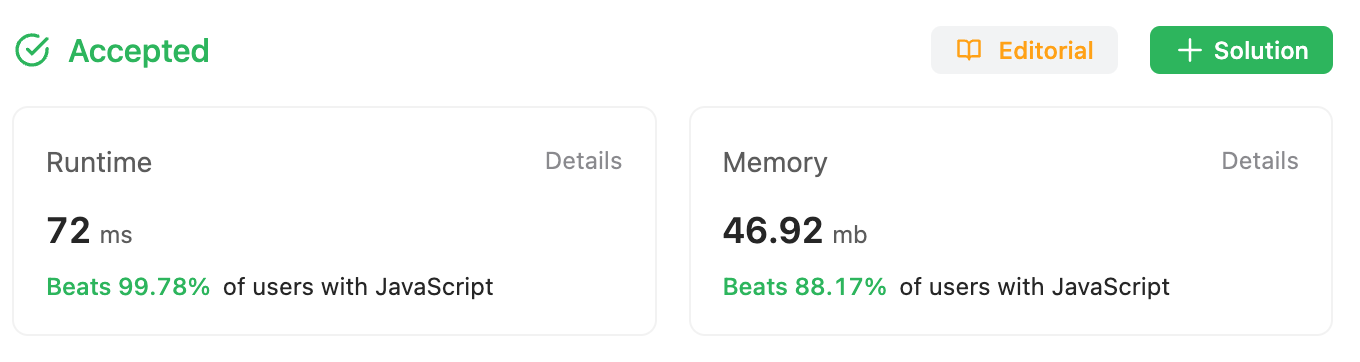 Accepted
Editorial
+ Solution
Runtime
Details
72 ms
Beats 99.78% of users with JavaScript
Memory
Details
46.92 mb
Beats 88.17% of users with JavaScript